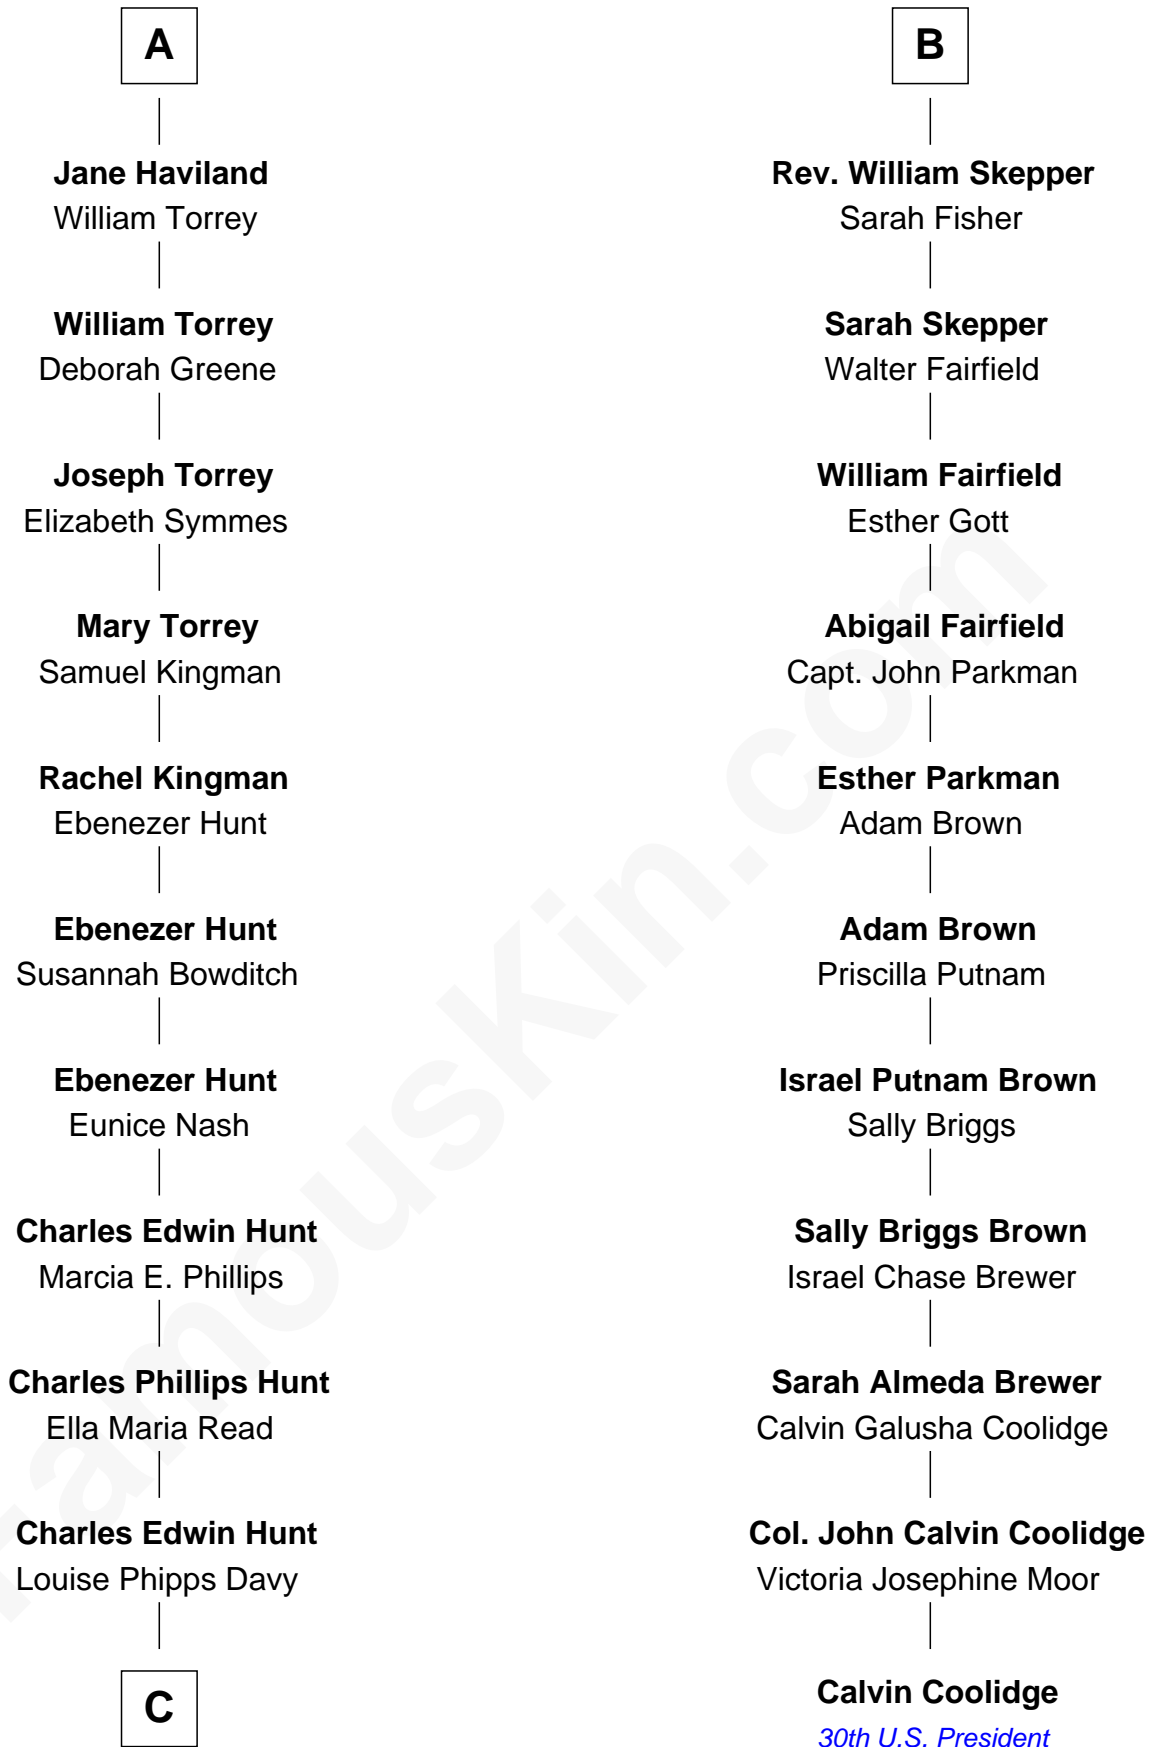 A
Jane Haviland
William Torrey
William Torrey
Deborah Greene
Joseph Torrey
Elizabeth Symmes
Mary Torrey
Samuel Kingman
Rachel Kingman
Ebenezer Hunt
Ebenezer Hunt
Susannah Bowditch
Ebenezer Hunt
Eunice Nash
Charles Edwin Hunt
Marcia E. Phillips
Charles Phillips Hunt
Ella Maria Read
Charles Edwin Hunt
Louise Phipps Davy
C
B
Rev. William Skepper
Sarah Fisher
Sarah Skepper
Walter Fairfield
William Fairfield
Esther Gott
Abigail Fairfield
Capt. John Parkman
Esther Parkman
Adam Brown
Adam Brown
Priscilla Putnam
Israel Putnam Brown
Sally Briggs
Sally Briggs Brown
Israel Chase Brewer
Sarah Almeda Brewer
Calvin Galusha Coolidge
Col. John Calvin Coolidge
Victoria Josephine Moor
Calvin Coolidge
30th U.S. President
FamousKin.com